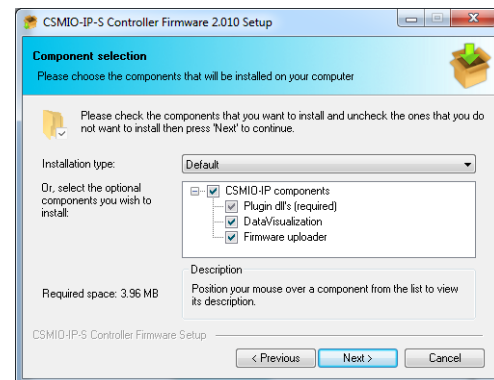 CSMIO-IP-S Controller Firmware 2.010 Setup
Component selection
Please choose the components that will be installed on your computer
Please check the components that you want to install and uncheck the ones that you do
not want to install then press 'Next' to continue.
Installation type:
Default
Or, select the optional
components you wish to
install:
CSMIO-IP components
Plugin dll's (required)
DataVisualization
Firmware uploader
Description
Position your mouse over a component from the list to view
its description.
Required space: 3.96 MB
CSMIO-IP-S Controller Firmware Setup
< Previous
Next >
Cancel